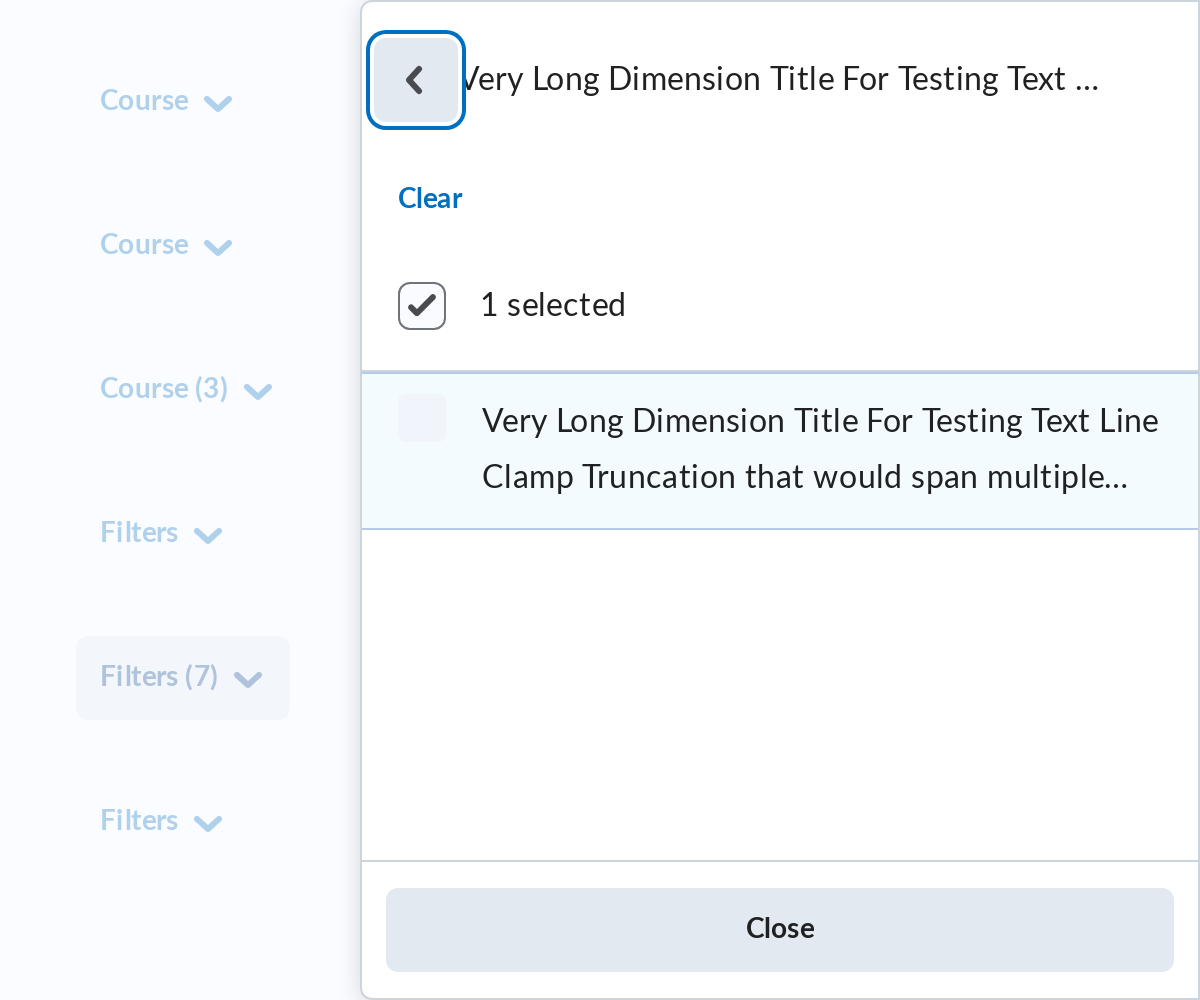 Course
Course
Course (3)
Filters
Filters (7)
Filters
Very Long Dimension Title For Testing Text ...
Clear
1 selected
Very Long Dimension Title For Testing Text Line
Clamp Truncation that would span multiple...
Close